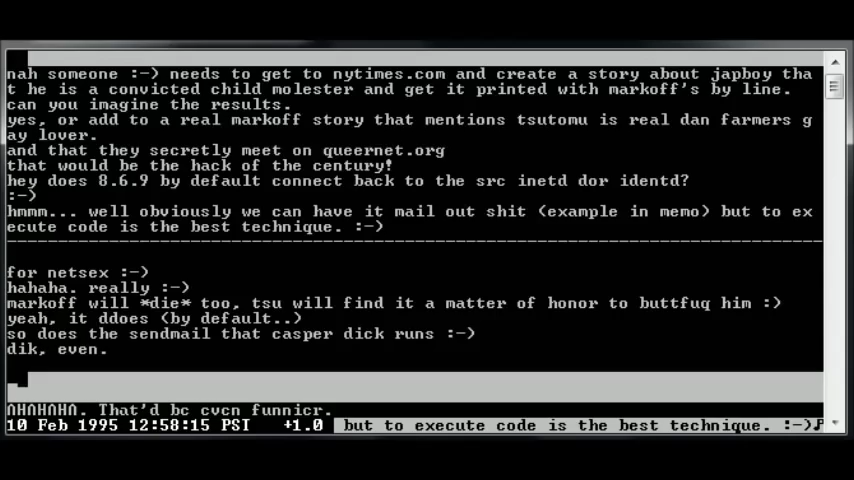 nah someone :-) needs to get to nytimes.com and create a story about japboy tha
t he is a convicted child molester and get it printed with markoff's by line.
can you imagine the results.
yes, or add to a real markoff story that mentions tsutomu is real dan farmers g
ay lover.
and that they secretly meet on queernet.org
that would be the hack of the century!
hey does 8.6.9 by default connect back to the src inetd dor identd?
:-)
hmmm... well obviously we can have it mail out shit (example in memo) but to ex
ecute code is the best technique. :-)
for netsex :-)
hahaha. really :-)
markoff will *die* too, tsu will find it a matter of honor to buttfuq him :)
yeah, it ddoes (by default..)
so does the sendmail that casper dick runs :-)
dik, even.
AHAHAHA. That'd be even funnier.
10 Feb 1995 12:58:15 PST +1.0 but to execute code is the best technique. :-)♪